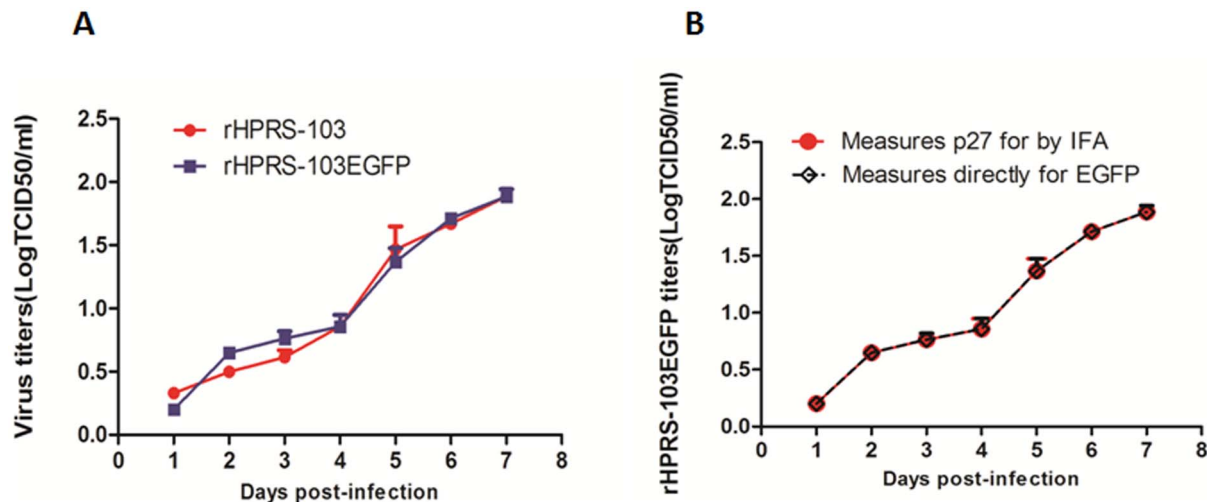 A
Virus titers(LogTCID50/ml)
2.5
2.0
1.5
1.0
0.5
0.0
rHPRS-103
rHPRS-103EGFP
0 1 2 3 4 5 6 7 8
Days post-infection
B
rHPRS-103EGFP titers(LogTCID50/ml)
2.5
2.0
1.5
1.0
0.5
0.0
Measures p27 for by IFA
Measures directly for EGFP
0 1 2 3 4 5 6 7 8
Days post-infection